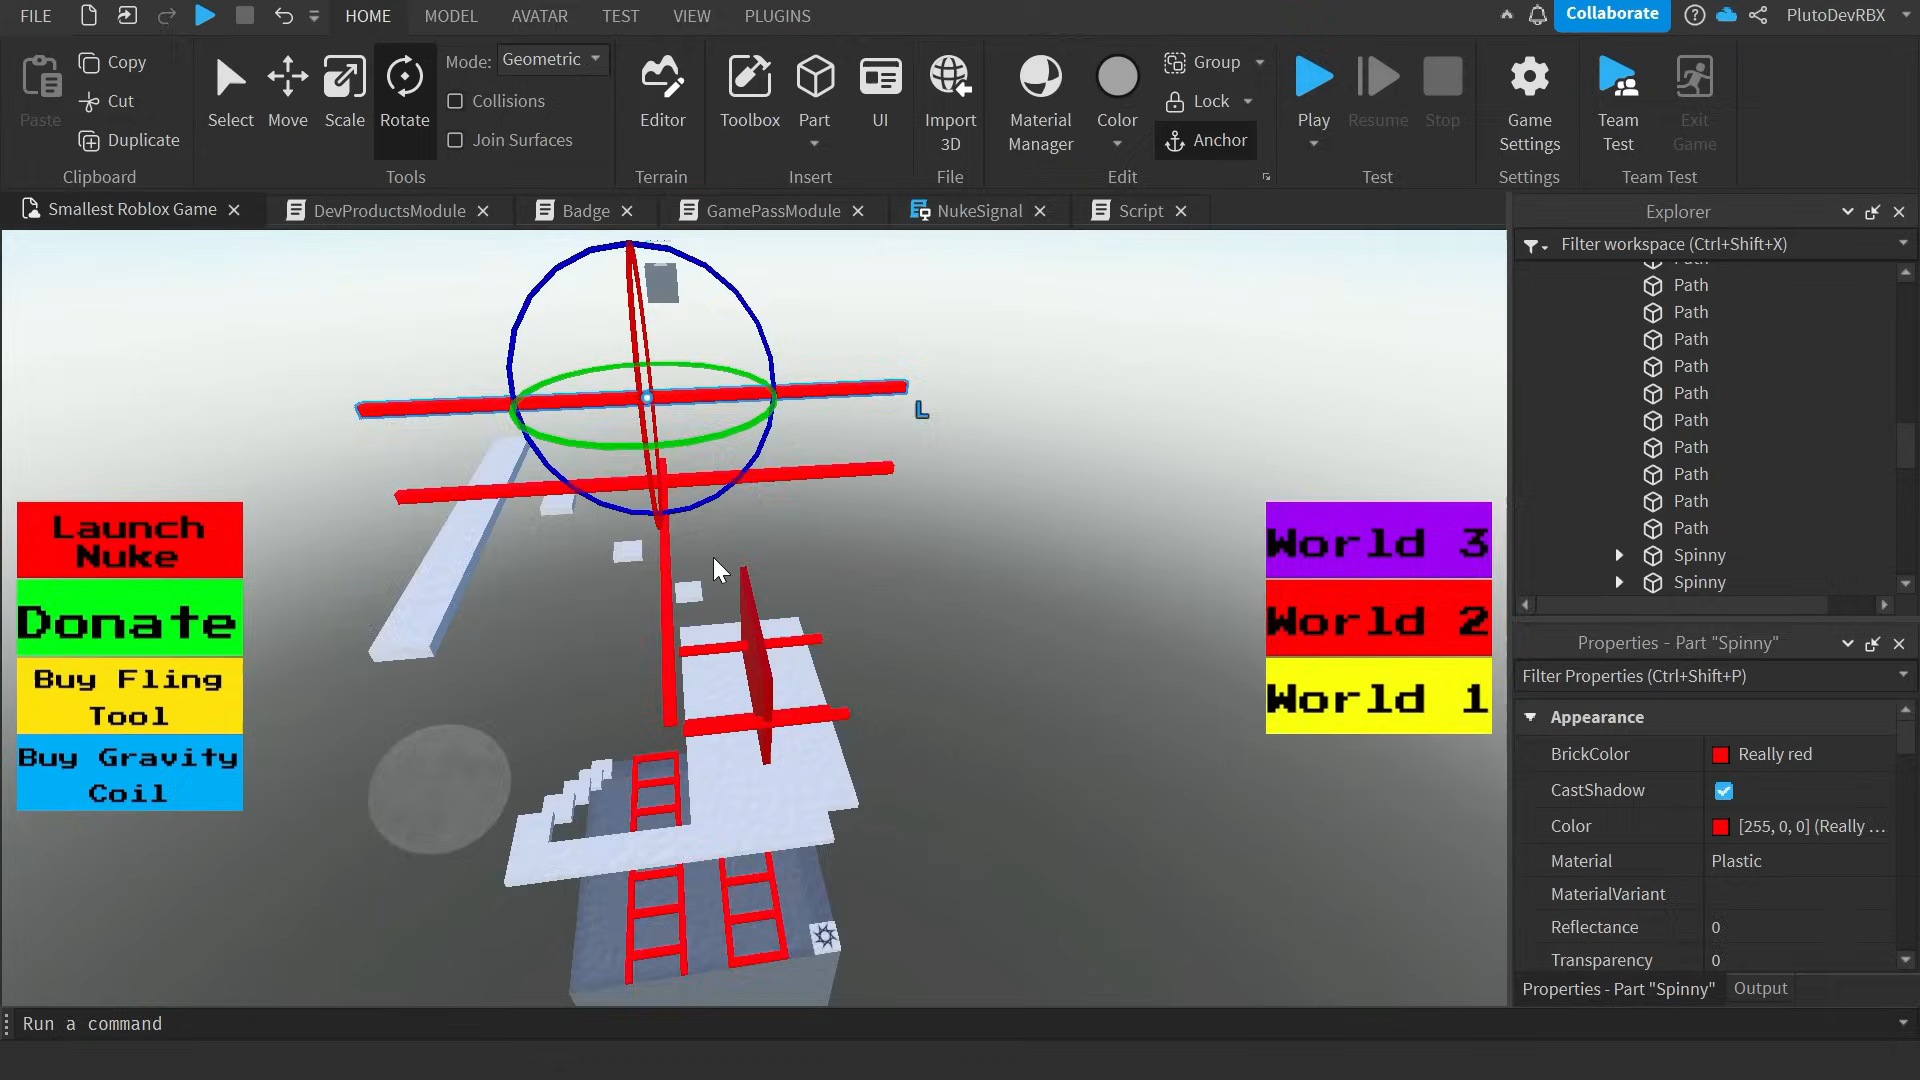 FILE
HOME
MODEL
AVATAR
TEST
VIEW
PLUGINS
Collaborate
PlutoDevRBX
Paste
Copy
Cut
Duplicate
Clipboard
Select
Move
Scale
Rotate
Mode: Geometric
Collisions
Join Surfaces
Tools
Editor
Terrain
Toolbox
Part
UI
Insert
Import
3D
File
Material
Manager
Color
Group
Lock
Anchor
Edit
Play
Resume
Stop
Test
Game
Settings
Settings
Team
Test
Exit
Game
Team Test
Smallest Roblox Game
DevProductsModule
Badge
GamePassModule
NukeSignal
Script
Explorer
Filter workspace (Ctrl+Shift+X)
Path
Path
Path
Path
Path
Path
Path
Path
Path
Path
Path
Spinny
Spinny
L
Launch
Nuke
Donate
Buy Fling
Tool
Buy Gravity
Coil
World 3
World 2
World 1
Properties - Part "Spinny"
Filter Properties (Ctrl+Shift+P)
Appearance
BrickColor Really red
CastShadow
Color [255, 0, 0] (Really ...
Material Plastic
MaterialVariant
Reflectance 0
Transparency 0
Properties - Part "Spinny"
Output
Run a command